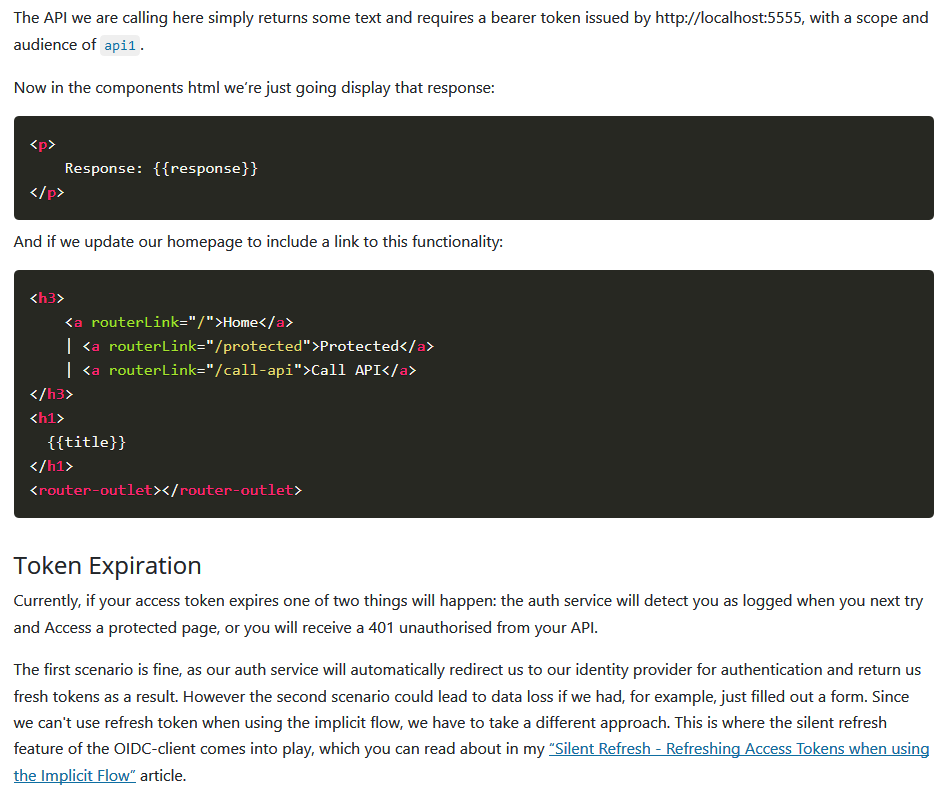 The API we are calling here simply returns some text and requires a bearer token issued by http://localhost:5555, with a scope and
audience of api1 .
Now in the components html we’re just going display that response:
<p>
    Response: {{response}}
</p>
And if we update our homepage to include a link to this functionality:
<h3>
    <a routerLink="/">Home</a>
    | <a routerLink="/protected">Protected</a>
    | <a routerLink="/call-api">Call API</a>
</h3>
<h1>
  {{title}}
</h1>
<router-outlet></router-outlet>
Token Expiration
Currently, if your access token expires one of two things will happen: the auth service will detect you as logged when you next try
and Access a protected page, or you will receive a 401 unauthorised from your API.
The first scenario is fine, as our auth service will automatically redirect us to our identity provider for authentication and return us
fresh tokens as a result. However the second scenario could lead to data loss if we had, for example, just filled out a form. Since
we can't use refresh token when using the implicit flow, we have to take a different approach. This is where the silent refresh
feature of the OIDC-client comes into play, which you can read about in my “Silent Refresh - Refreshing Access Tokens when using
the Implicit Flow” article.